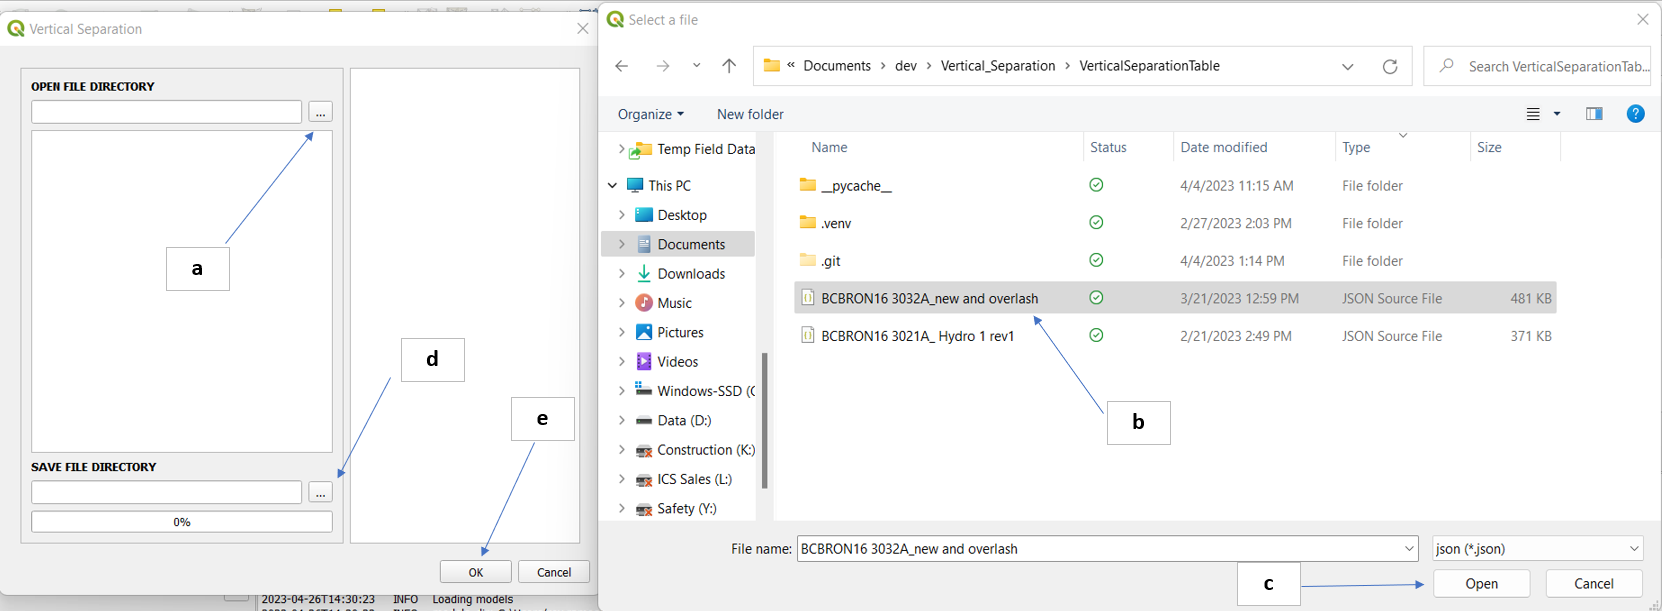 Vertical Separation
OPEN FILE DIRECTORY
...
a
d
e
SAVE FILE DIRECTORY
...
0%
OK
Cancel
2023-04-26T14:30:23 INFO Loading models
Select a file
« Documents › dev › Vertical_Separation › VerticalSeparationTable
Search VerticalSeparationTab...
Organize
New folder
?
Name Status Date modified Type Size
Temp Field Data
This PC
Desktop
Documents
Downloads
Music
Pictures
Videos
Windows-SSD (C
Data (D:)
Construction (K:)
ICS Sales (L:)
Safety (Y:)
__pycache__ 4/4/2023 11:15 AM File folder
.venv 2/27/2023 2:03 PM File folder
.git 4/4/2023 1:14 PM File folder
BCBRON16 3032A_new and overlash 3/21/2023 12:59 PM JSON Source File 481 KB
BCBRON16 3021A_ Hydro 1 rev1 2/21/2023 2:49 PM JSON Source File 371 KB
b
File name: BCBRON16 3032A_new and overlash
json (*.json)
c
Open
Cancel